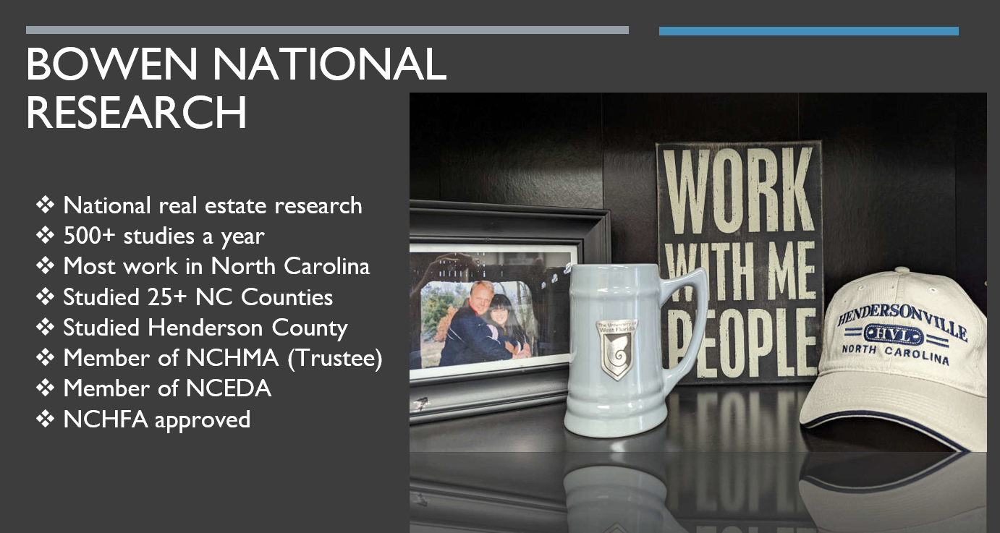 BOWEN NATIONAL
RESEARCH
❖ National real estate research
❖ 500+ studies a year
❖ Most work in North Carolina
❖ Studied 25+ NC Counties
❖ Studied Henderson County
❖ Member of NCHMA (Trustee)
❖ Member of NCEDA
❖ NCHFA approved
WORK
WITH ME
PEOPLE
The University of
West Florida
HENDERSONVILLE
HVL
NORTH CAROLINA